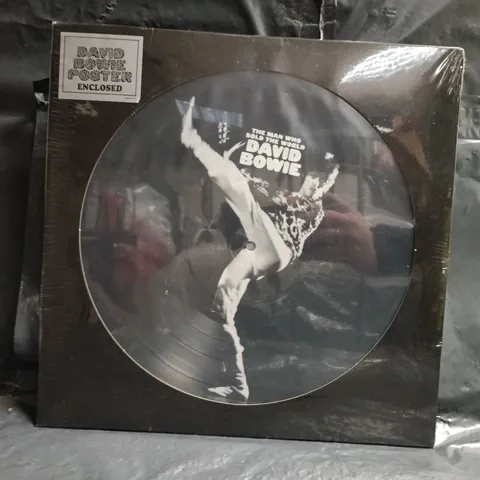 DAVID
BOWIE
POSTER
ENCLOSED
THE MAN WHO
SOLD THE WORLD
DAVID
BOWIE